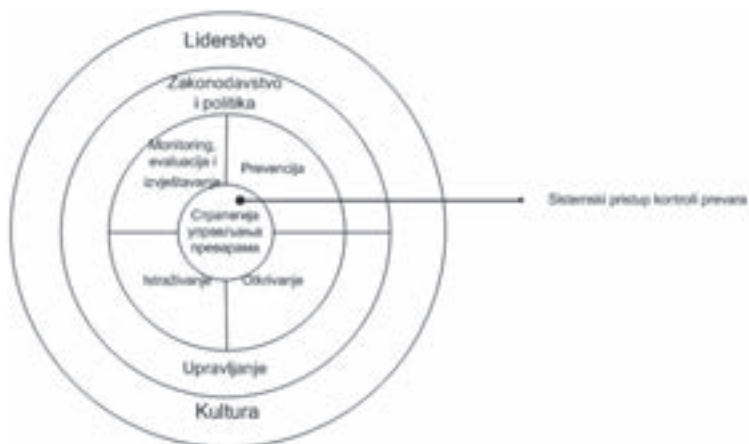 Liderstvo
Zakonodavstvo
i politika
Monitoring,
evaluacija i
izvještavanje
Prevencija
Стратегија
управљања
преварама
Sistemski pristup kontroli prevara
Istraživanje
Otkrivanje
Upravljanje
Kultura